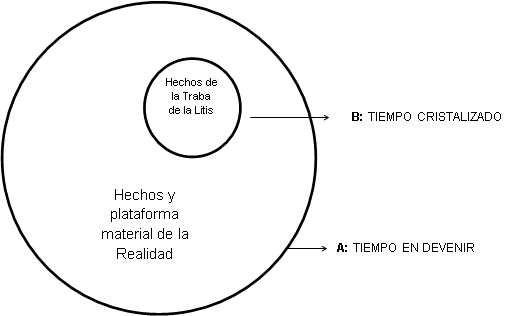 Hechos de
la Traba
de la Litis
B: TIEMPO CRISTALIZADO
Hechos y
plataforma
material de la
Realidad
A: TIEMPO EN DEVENIR